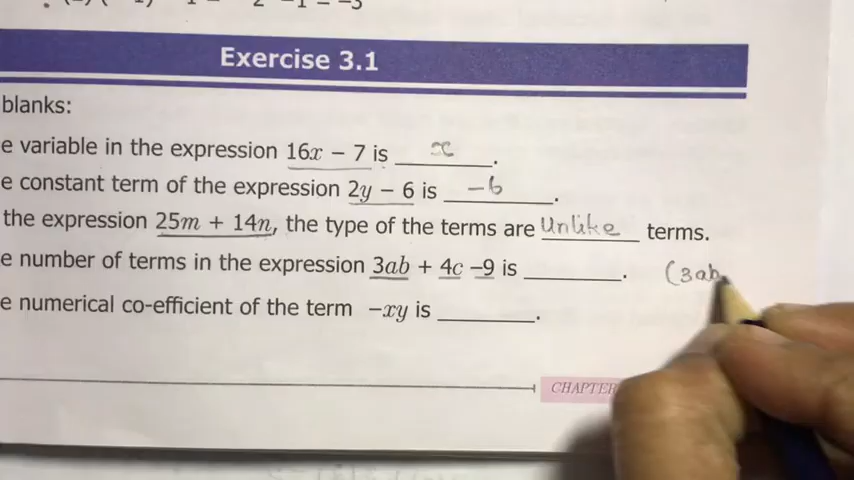 Exercise 3.1
blanks:
e variable in the expression 16x − 7 is x.
e constant term of the expression 2y − 6 is −6.
the expression 25m + 14n, the type of the terms are Unlike terms.
e number of terms in the expression 3ab + 4c −9 is ________. (3ab
e numerical co-efficient of the term −xy is ________.
CHAPTER